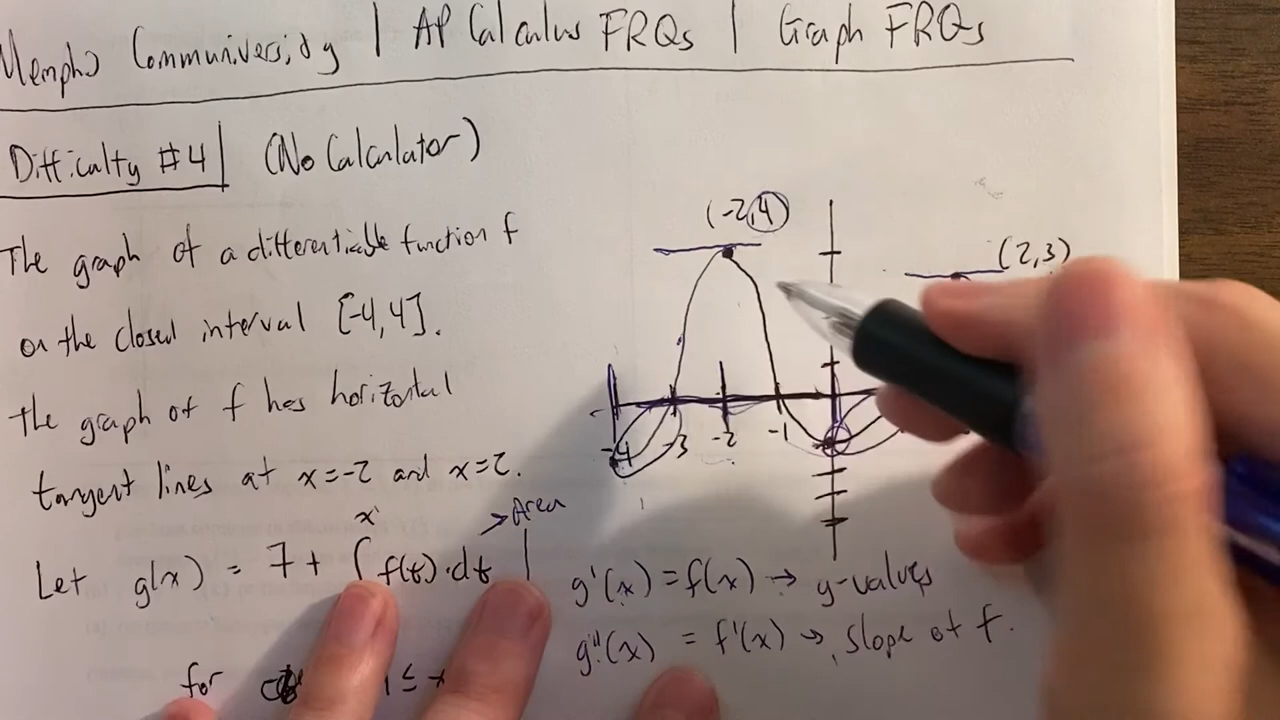 Communiversidy | AP Calculus FRQs | Graph FRQs
Difficulty #4 (No Calculator)
The graph of a differentiable function f
on the closed interval [-4,4].
the graph of f has horizontal
tangent lines at x=-2 and x=2.
Let g(x) = 7 + ∫ˣ f(t)·dt
→ Area
for ≤ x
(-2,4)
(2,3)
-4 -3 -2 -1
g'(x) = f(x) → y-values
g''(x) = f'(x) → slope of f.